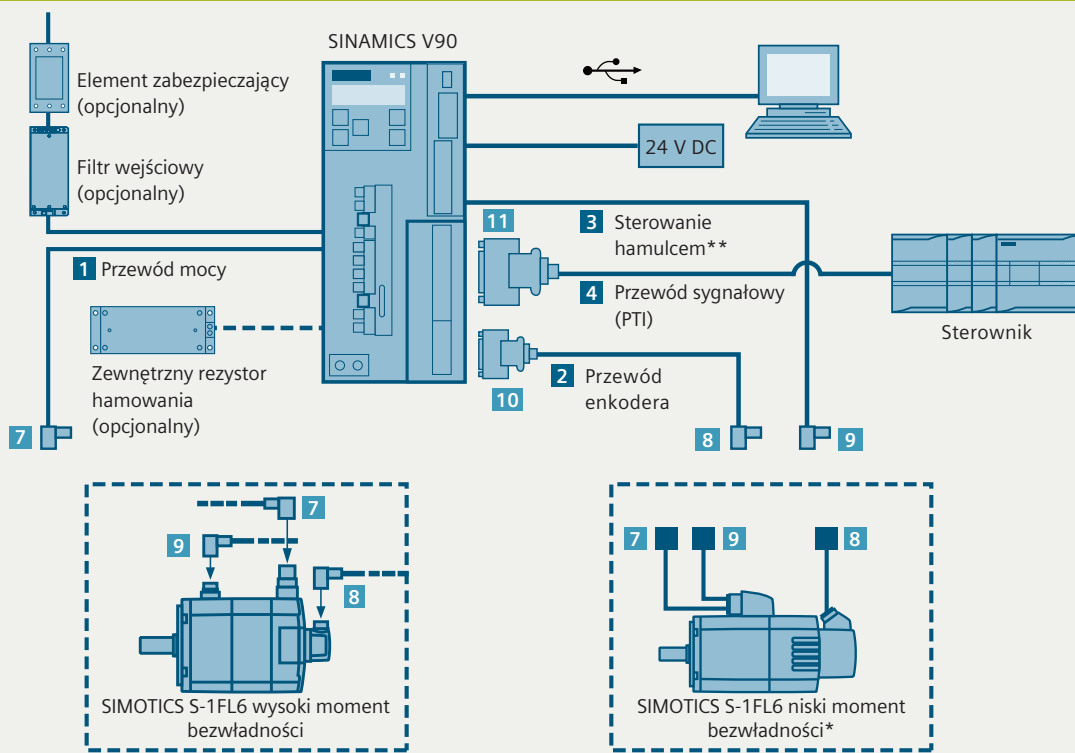 SINAMICS V90
Element zabezpieczający
(opcjonalny)
Filtr wejściowy
(opcjonalny)
24 V DC
11
3 Sterowanie
hamulcem**
1 Przewód mocy
4 Przewód sygnałowy
(PTI)
Sterownik
Zewnętrzny rezystor
hamowania
(opcjonalny)
2 Przewód
enkodera
10
7
8
9
7
9
8
SIMOTICS S-1FL6 wysoki moment
bezwładności
7
9
8
SIMOTICS S-1FL6 niski moment
bezwładności*